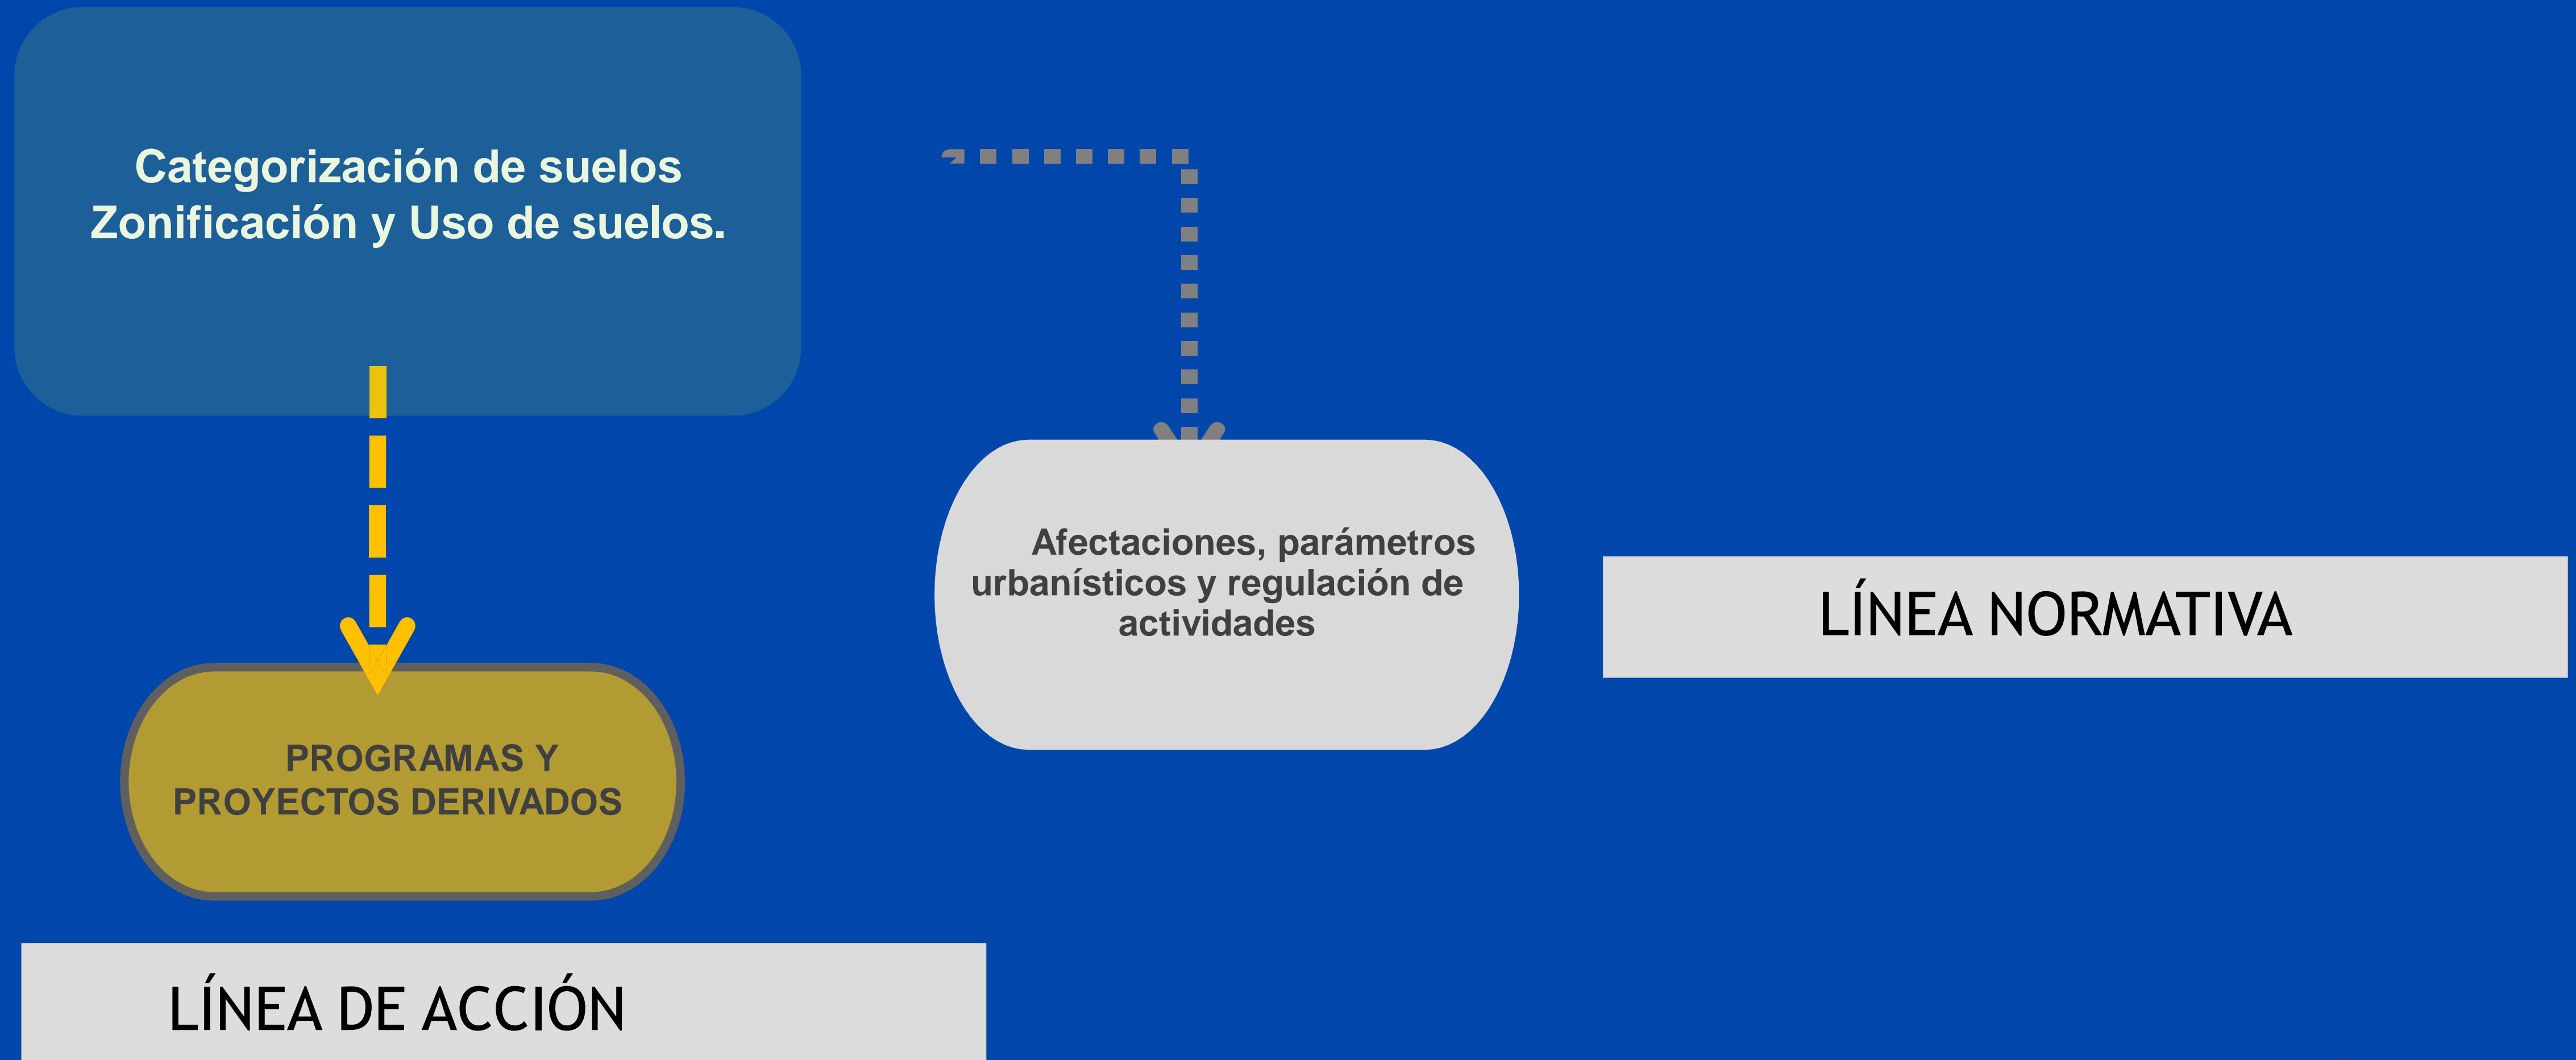 Categorización de suelos
Zonificación y Uso de suelos.
Afectaciones, parámetros
urbanísticos y regulación de
actividades
LÍNEA NORMATIVA
PROGRAMAS Y
PROYECTOS DERIVADOS
LÍNEA DE ACCIÓN